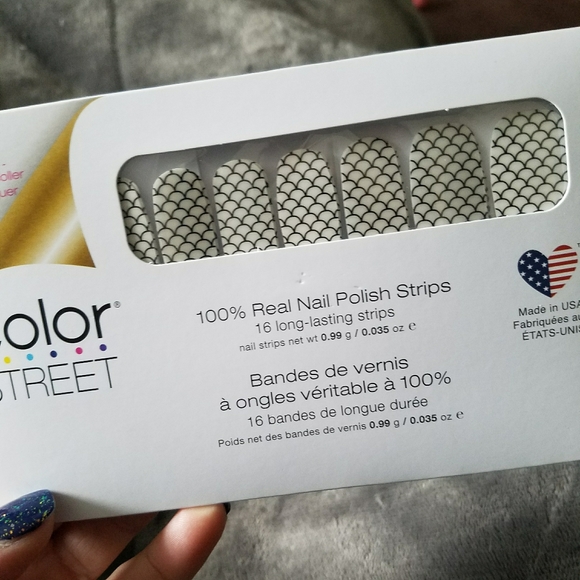 color®
STREET
100% Real Nail Polish Strips
16 long-lasting strips
nail strips net wt 0.99 g / 0.035 oz e
Bandes de vernis
à ongles véritable à 100%
16 bandes de longue durée
Poids net des bandes de vernis 0.99 g / 0.035 oz e
Made in USA
Fabriquées au
ÉTATS-UNIS